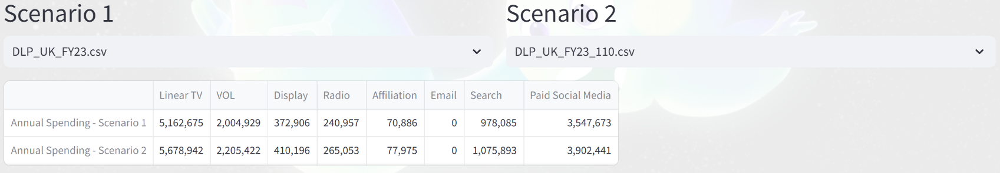 Scenario 1
Scenario 2
DLP_UK_FY23.csv
DLP_UK_FY23_110.csv
Linear TV VOL Display Radio Affiliation Email Search Paid Social Media
Annual Spending - Scenario 1 5,162,675 2,004,929 372,906 240,957 70,886 0 978,085 3,547,673
Annual Spending - Scenario 2 5,678,942 2,205,422 410,196 265,053 77,975 0 1,075,893 3,902,441